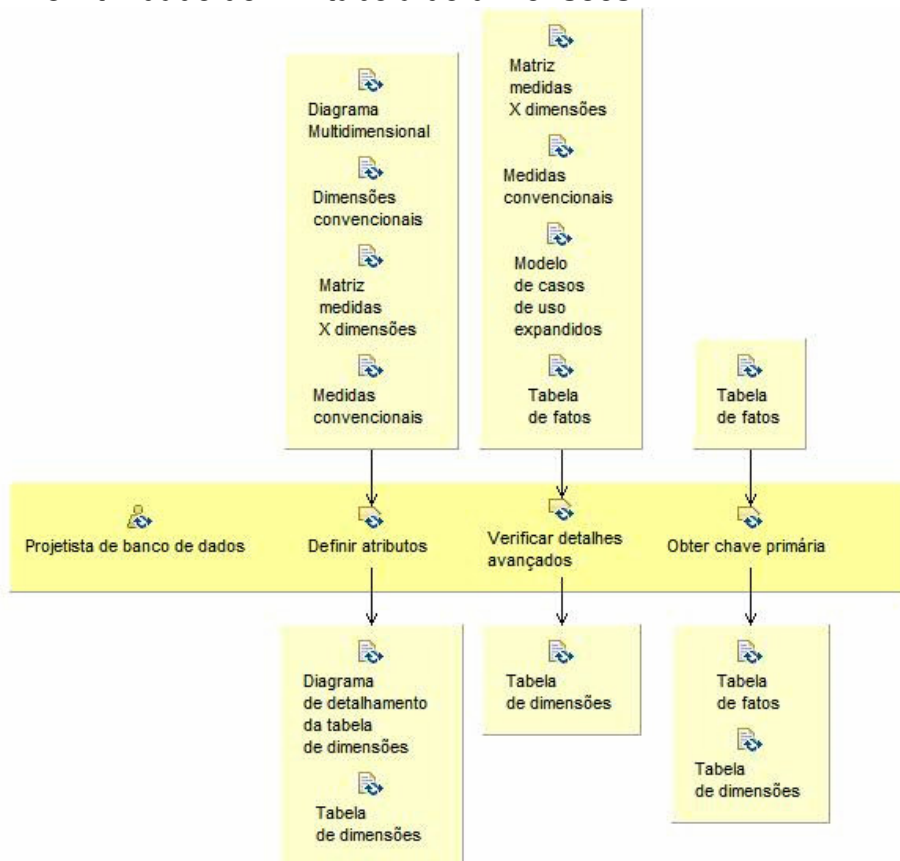 Diagrama
Multidimensional
Dimensões
convencionais
Matriz
medidas
X dimensões
Medidas
convencionais
Matriz
medidas
X dimensões
Medidas
convencionais
Modelo
de casos
de uso
expandidos
Tabela
de fatos
Tabela
de fatos
Projetista de banco de dados
Definir atributos
Verificar detalhes
avançados
Obter chave primária
Diagrama
de detalhamento
da tabela
de dimensões
Tabela
de dimensões
Tabela
de dimensões
Tabela
de fatos
Tabela
de dimensões